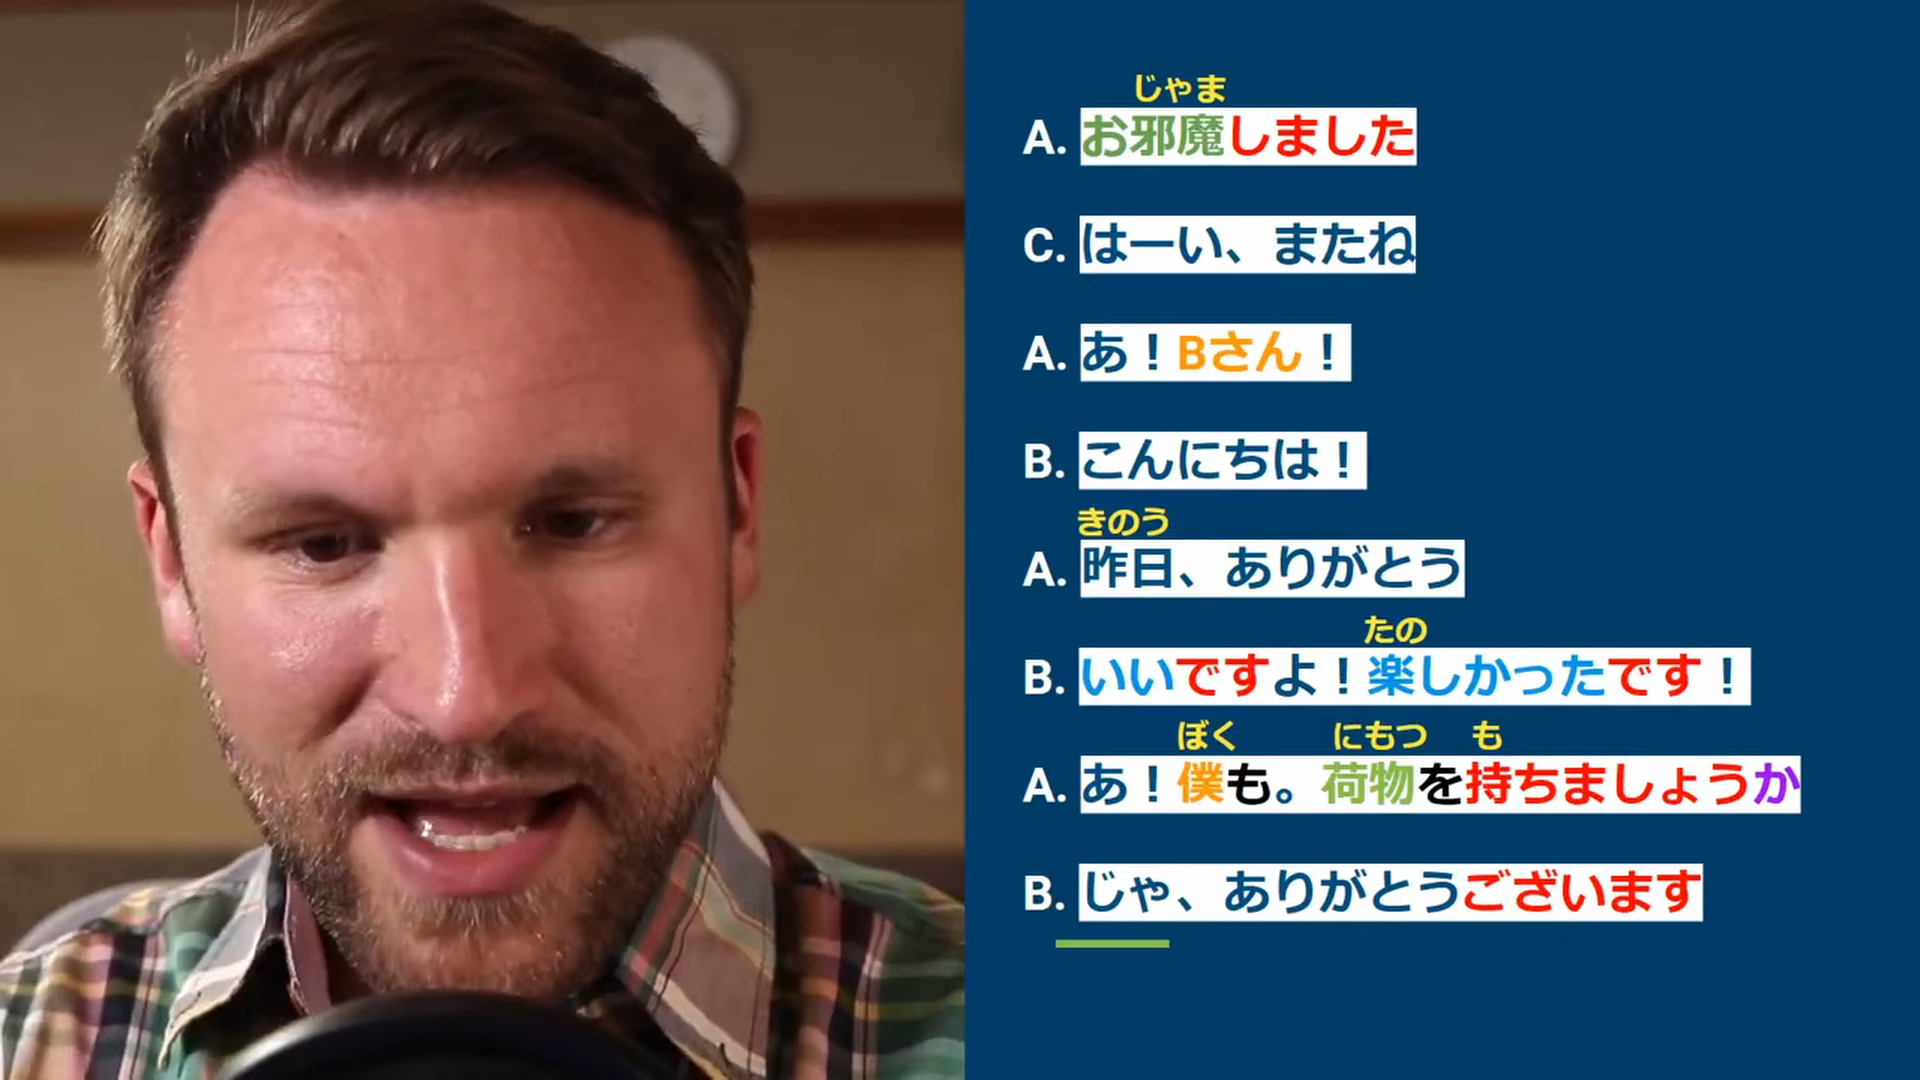 じゃま
A. お邪魔しました
C. はーい、またね
A. あ！Bさん！
B. こんにちは！
きのう
A. 昨日、ありがとう
たの
B. いいですよ！楽しかったです！
ぼく にもつ も
A. あ！僕も。荷物を持ちましょうか
B. じゃ、ありがとうございます